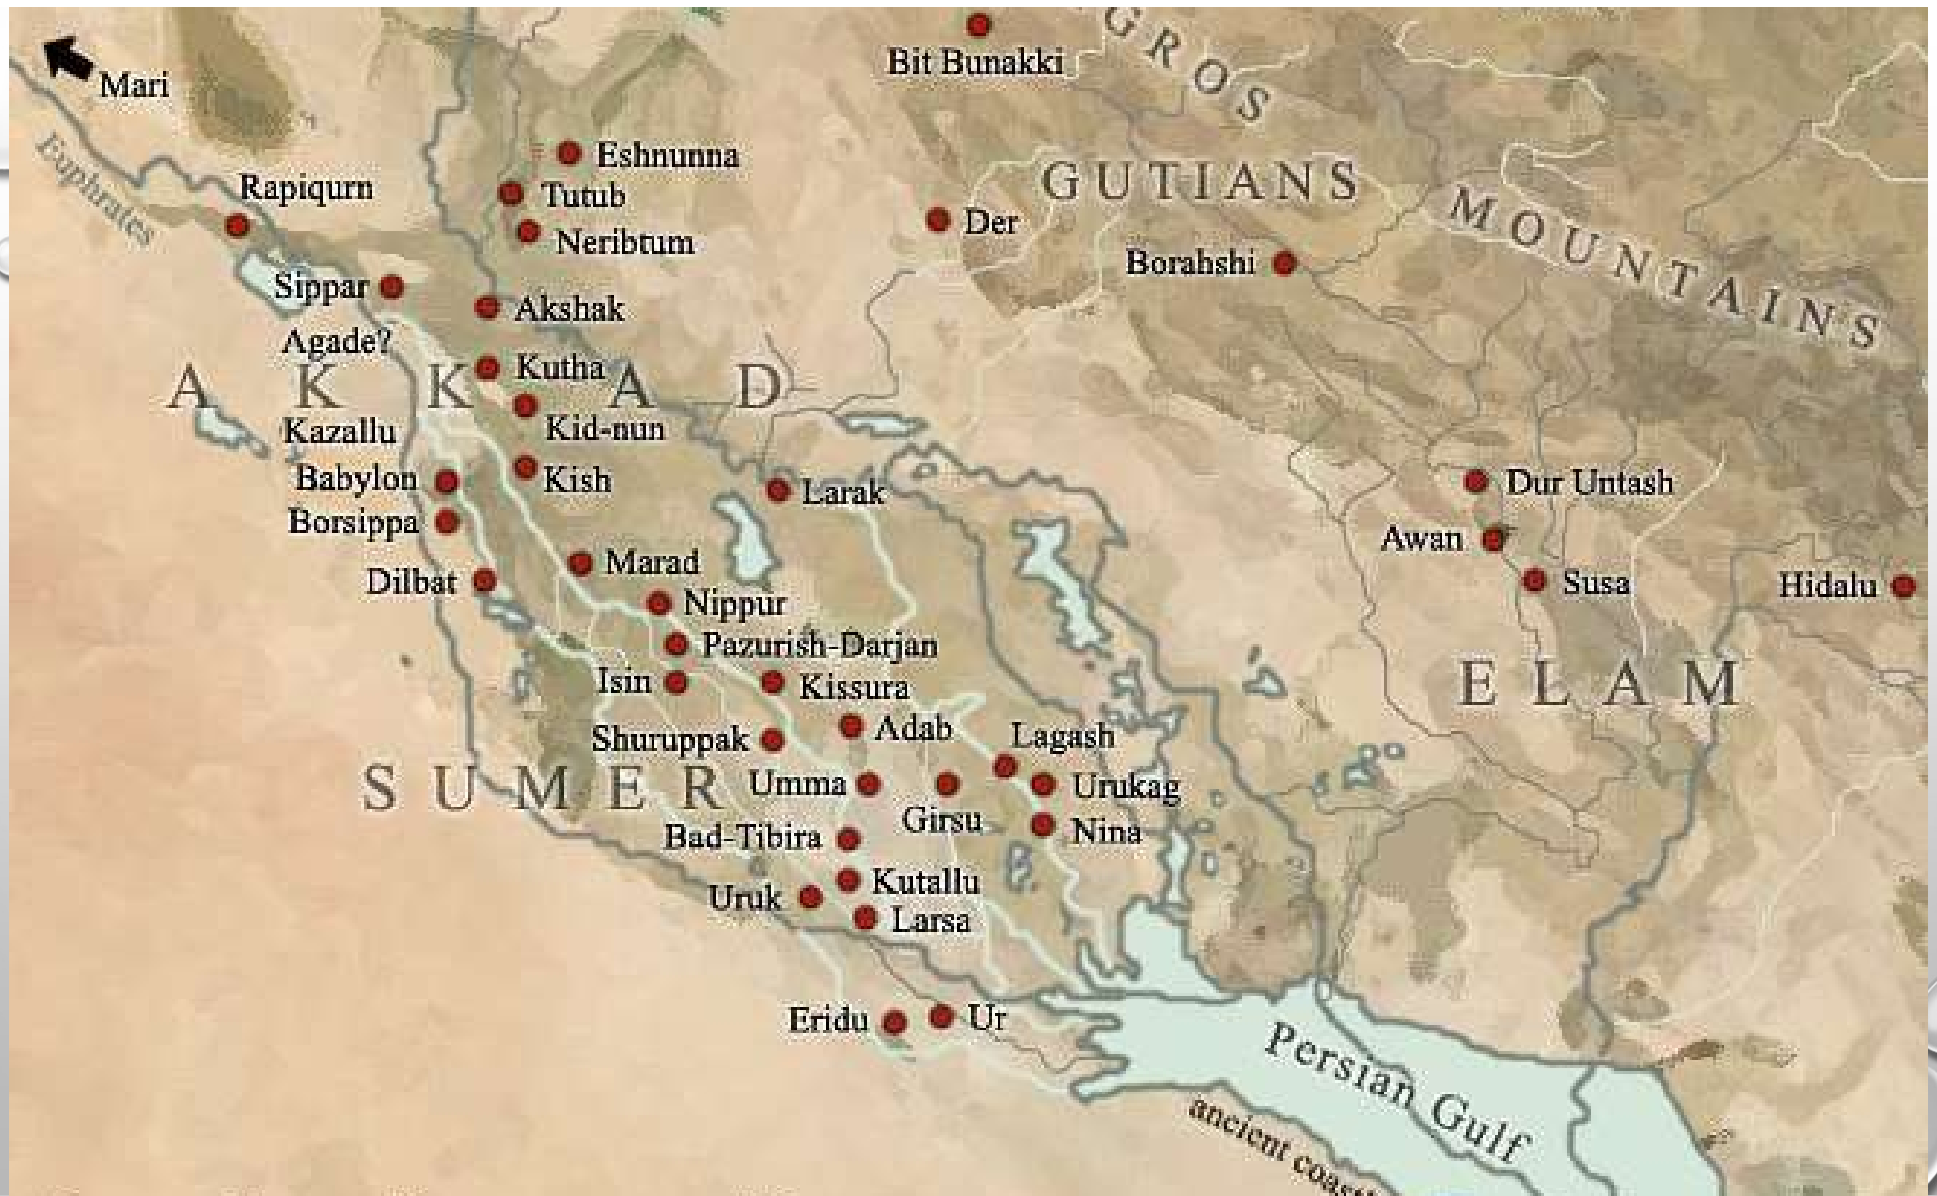 Bit Bunakki
GROS
Mari
Euphrates
Eshnunna
Rapiqurn
Tutub
GUTIANS
Der
Neribtum
MOUNTAINS
Borahshi
Sippar
Akshak
Agade?
Kutha
AKKAD
Kid-nun
Kazallu
Babylon
Kish
Larak
Dur Untash
Borsippa
Awan
Marad
Dilbat
Susa
Hidalu
Nippur
Pazurish-Darjan
Isin
Kissura
ELAM
Shuruppak
Adab
Lagash
SUMER
Umma
Urukag
Girsu
Nina
Bad-Tibira
Kutallu
Uruk
Larsa
Eridu
Ur
Persian Gulf
ancient